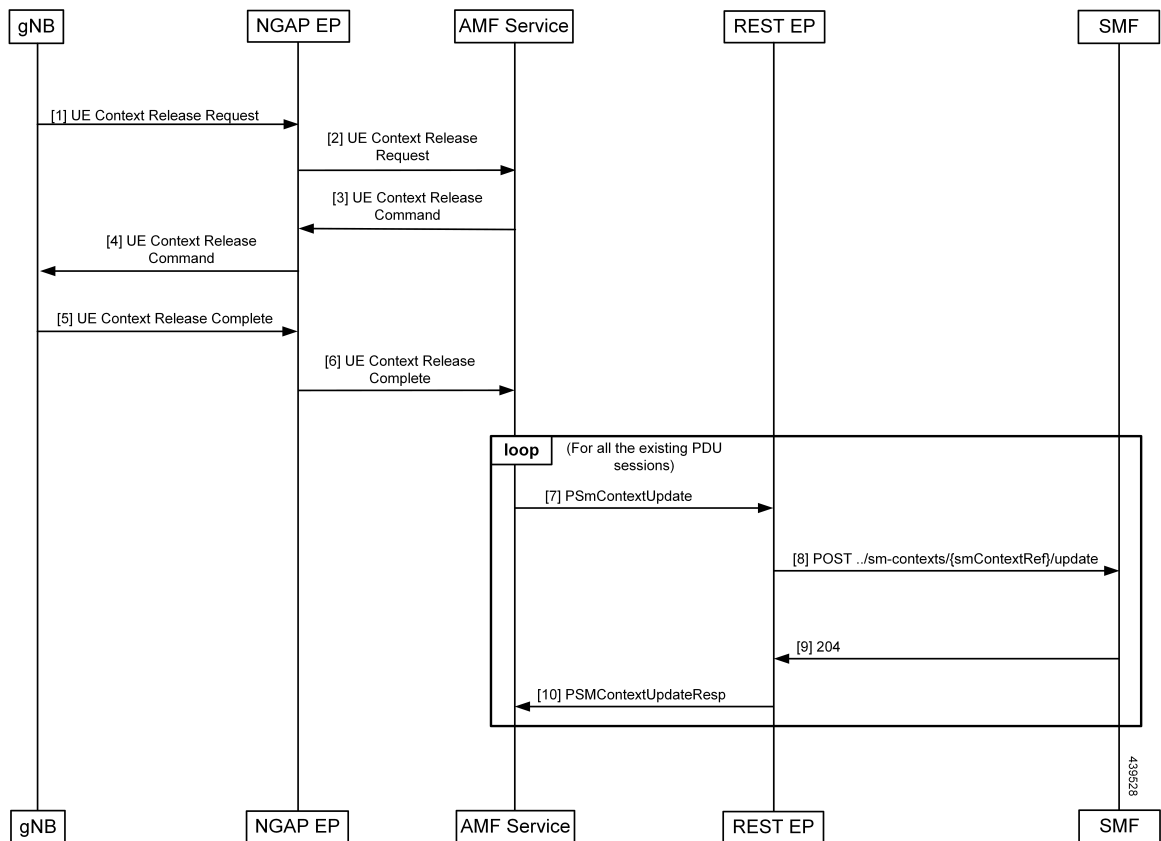 gNB
NGAP EP
AMF Service
REST EP
SMF
[1] UE Context Release Request
[2] UE Context Release
Request
[3] UE Context Release
Command
[4] UE Context Release
Command
[5] UE Context Release Complete
[6] UE Context Release
Complete
loop
(For all the existing PDU
sessions)
[7] PSmContextUpdate
[8] POST ../sm-contexts/{smContextRef}/update
[9] 204
[10] PSMContextUpdateResp
439528
gNB
NGAP EP
AMF Service
REST EP
SMF